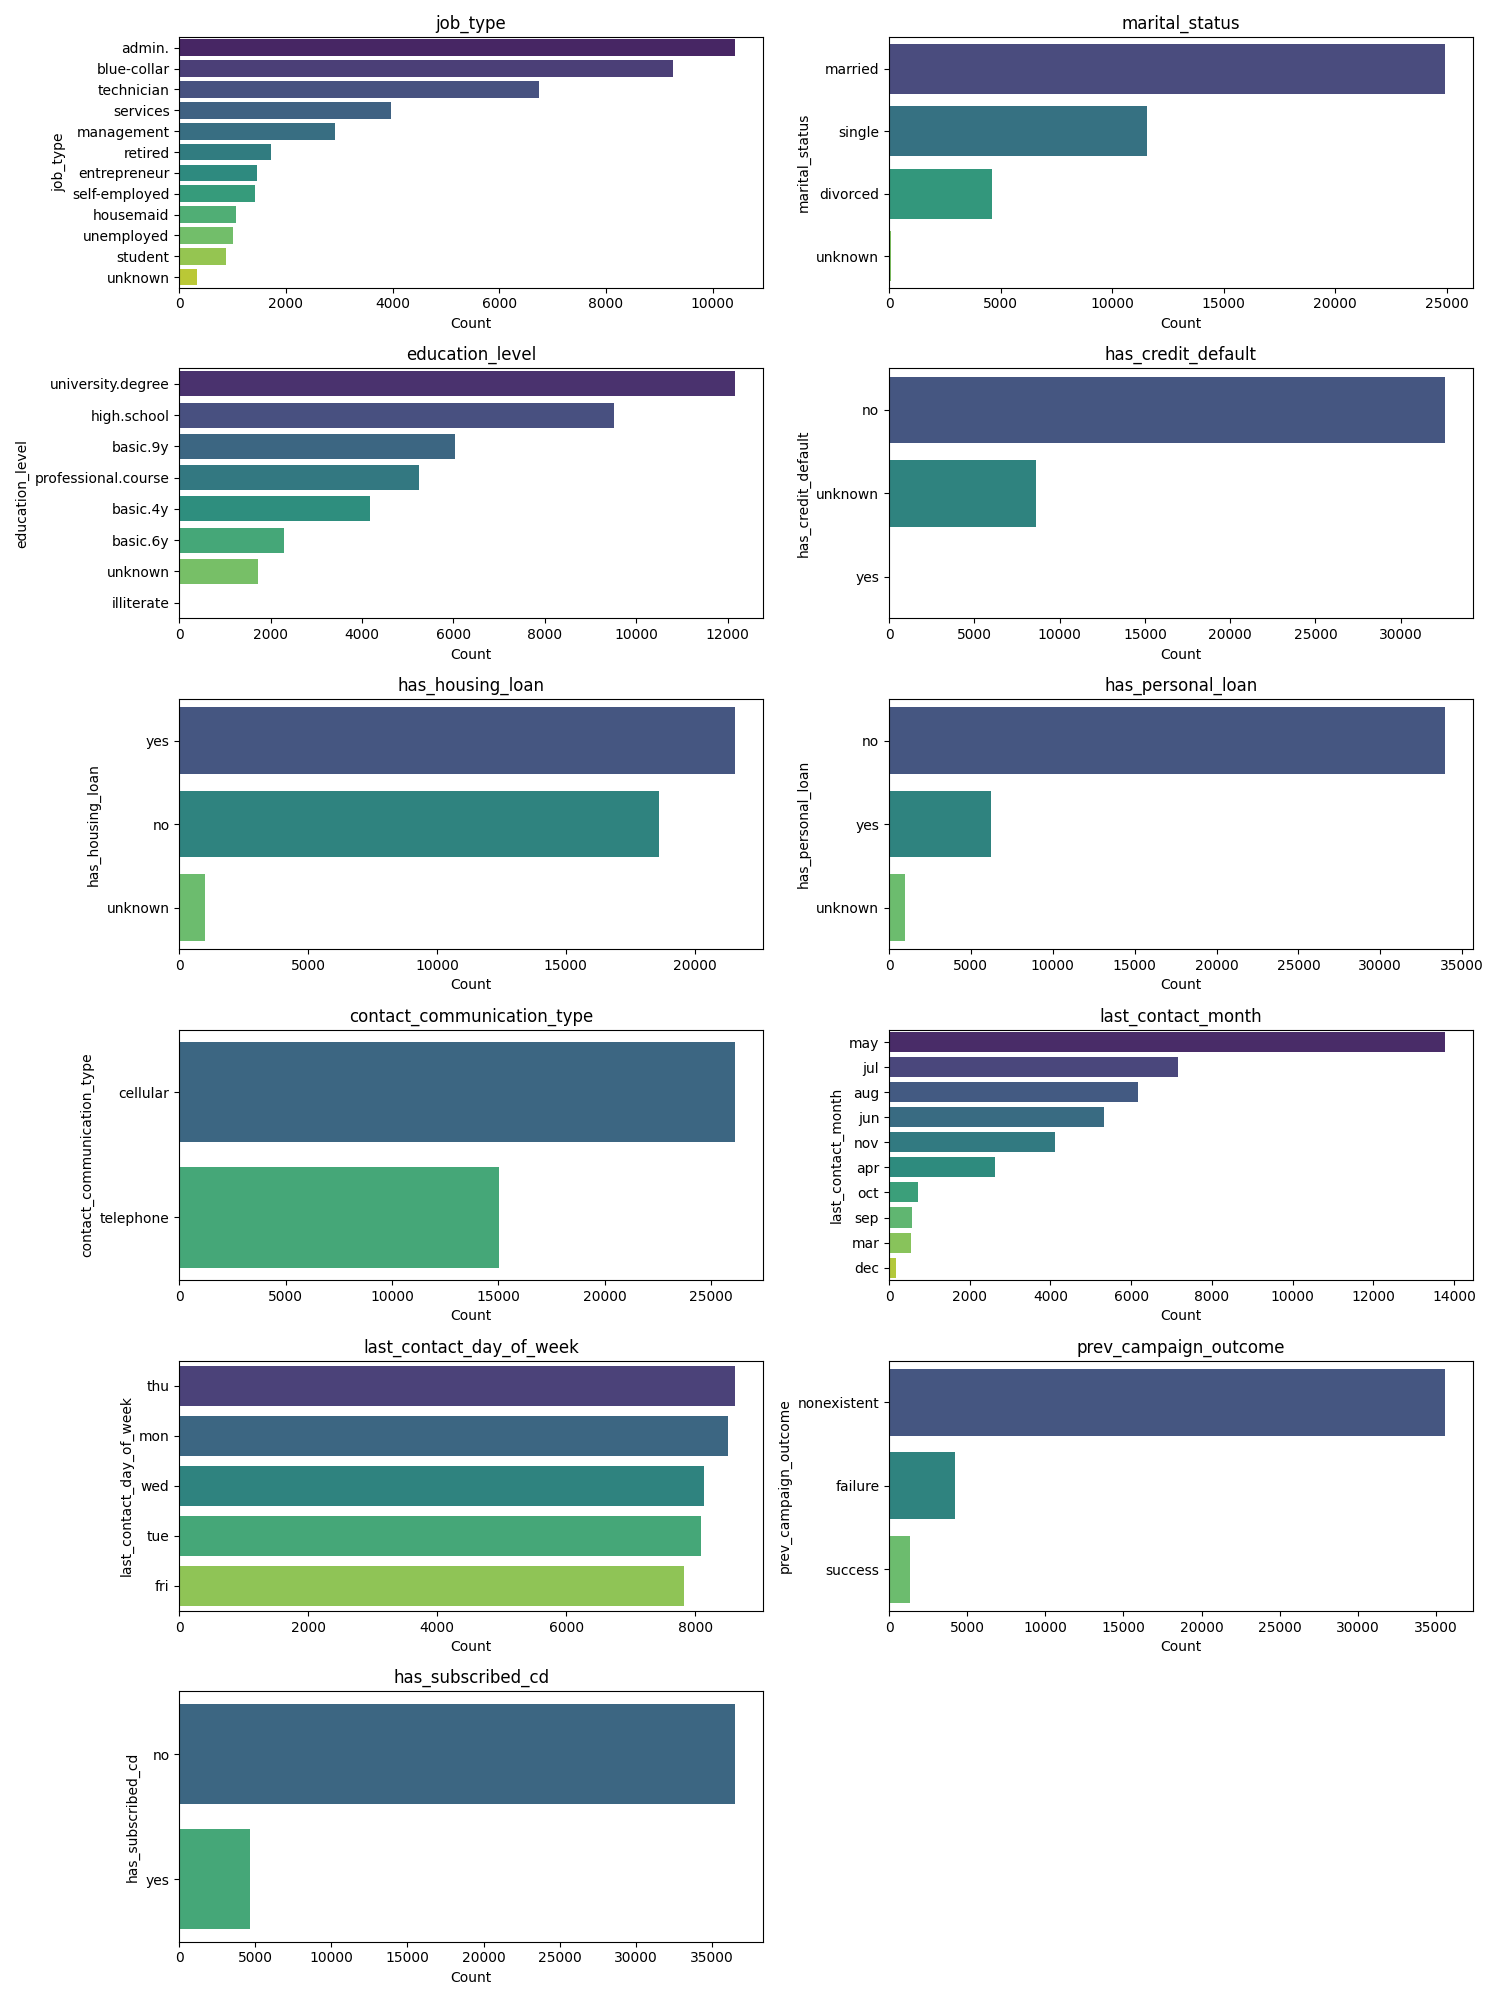 job_type
job_type
admin.
blue-collar
technician
services
management
retired
entrepreneur
self-employed
housemaid
unemployed
student
unknown
0 2000 4000 6000 8000 10000
Count
marital_status
marital_status
married
single
divorced
unknown
0 5000 10000 15000 20000 25000
Count
education_level
education_level
university.degree
high.school
basic.9y
professional.course
basic.4y
basic.6y
unknown
illiterate
0 2000 4000 6000 8000 10000 12000
Count
has_credit_default
has_credit_default
no
unknown
yes
0 5000 10000 15000 20000 25000 30000
Count
has_housing_loan
has_housing_loan
yes
no
unknown
0 5000 10000 15000 20000
Count
has_personal_loan
has_personal_loan
no
yes
unknown
0 5000 10000 15000 20000 25000 30000 35000
Count
contact_communication_type
contact_communication_type
cellular
telephone
0 5000 10000 15000 20000 25000
Count
last_contact_month
last_contact_month
may
jul
aug
jun
nov
apr
oct
sep
mar
dec
0 2000 4000 6000 8000 10000 12000 14000
Count
last_contact_day_of_week
last_contact_day_of_week
thu
mon
wed
tue
fri
0 2000 4000 6000 8000
Count
prev_campaign_outcome
prev_campaign_outcome
nonexistent
failure
success
0 5000 10000 15000 20000 25000 30000 35000
Count
has_subscribed_cd
has_subscribed_cd
no
yes
0 5000 10000 15000 20000 25000 30000 35000
Count